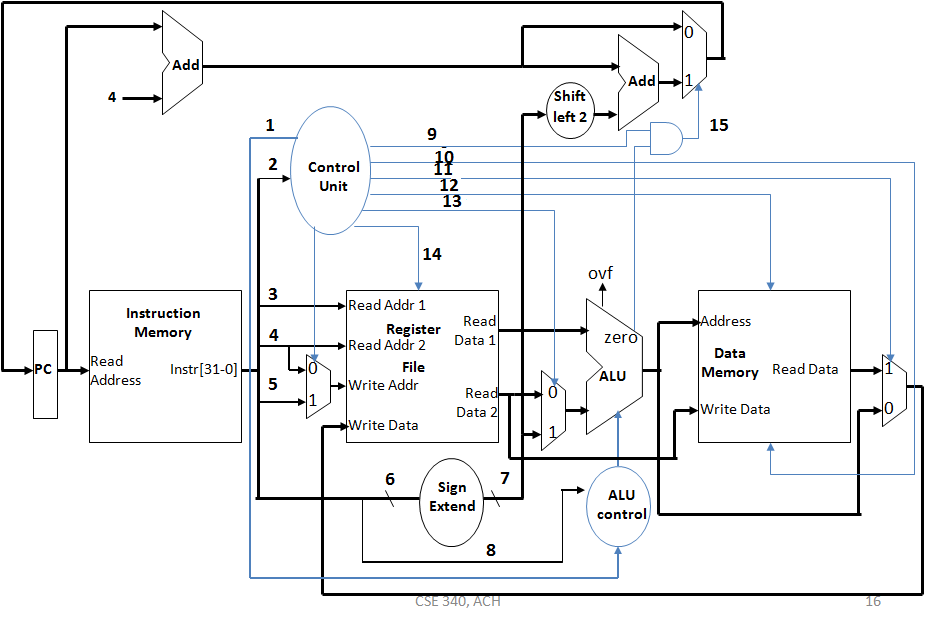 0
Add
Add
1
4
Shift
left 2
1
9
15
2
10
11
12
13
Control
Unit
14
ovf
3
Instruction
Memory
Read Addr 1
Register
File
Read
Data 1
zero
Address
4
Read Addr 2
Data
Memory
PC
Read
Address
Instr[31-0]
0
ALU
Read Data
1
5
Write Addr
1
Read
Data 2
0
Write Data
0
Write Data
1
6
7
Sign
Extend
ALU
control
8
CSE 340, ACH
16